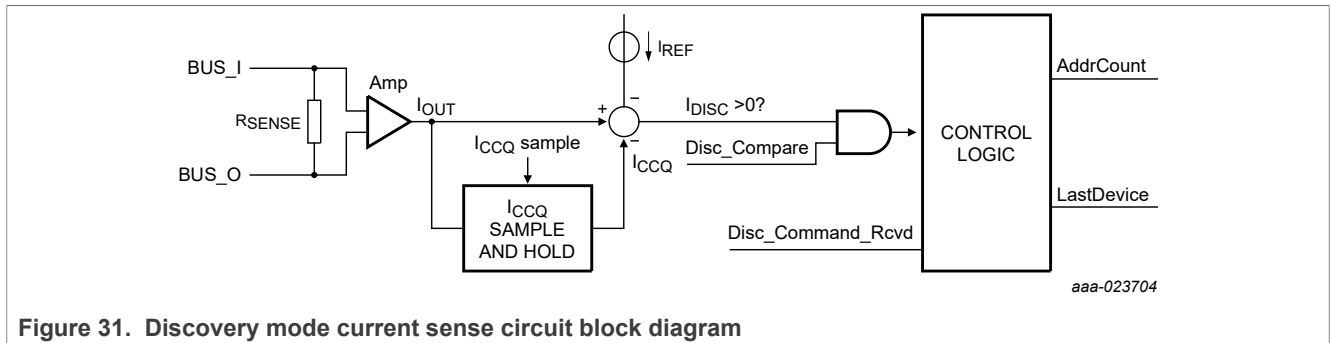 BUS_I
Amp
IREF
AddrCount
RSENSE
IOUT
+
−
−
IDISC >0?
ICCQ sample
ICCQ
Disc_Compare
CONTROL
LOGIC
BUS_O
ICCQ
SAMPLE
AND HOLD
LastDevice
Disc_Command_Rcvd
aaa-023704
Figure 31. Discovery mode current sense circuit block diagram